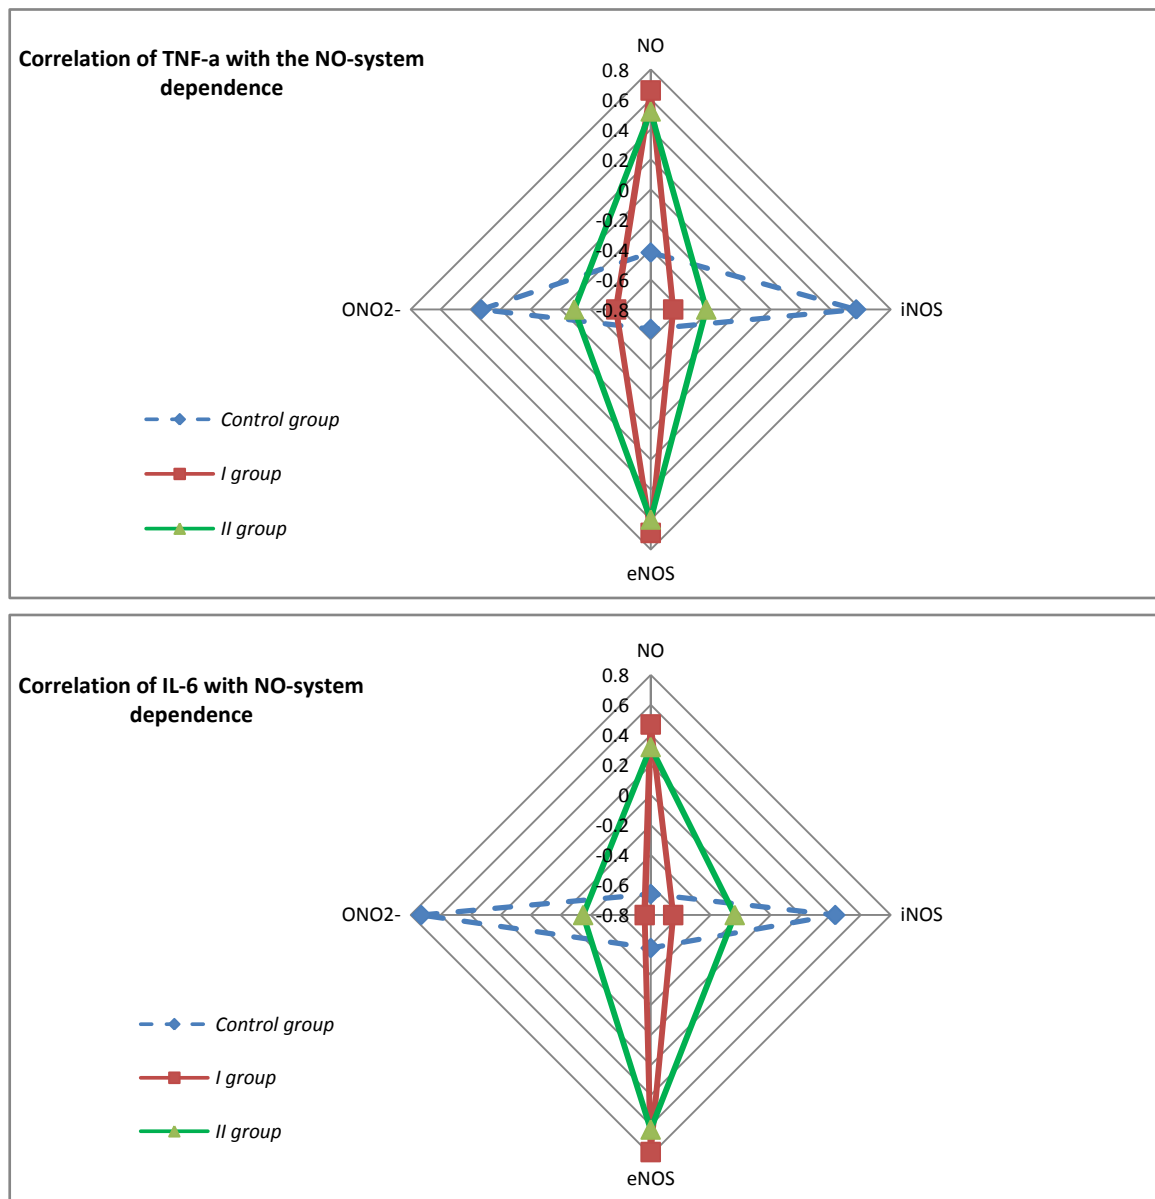 Correlation of TNF-a with the NO-system
dependence
NO
0.8
0.6
0.4
0.2
0
-0.2
-0.4
-0.6
-0.8
ONO2-
iNOS
eNOS
Control group
I group
II group
Correlation of IL-6 with NO-system
dependence
NO
0.8
0.6
0.4
0.2
0
-0.2
-0.4
-0.6
-0.8
ONO2-
iNOS
eNOS
Control group
I group
II group